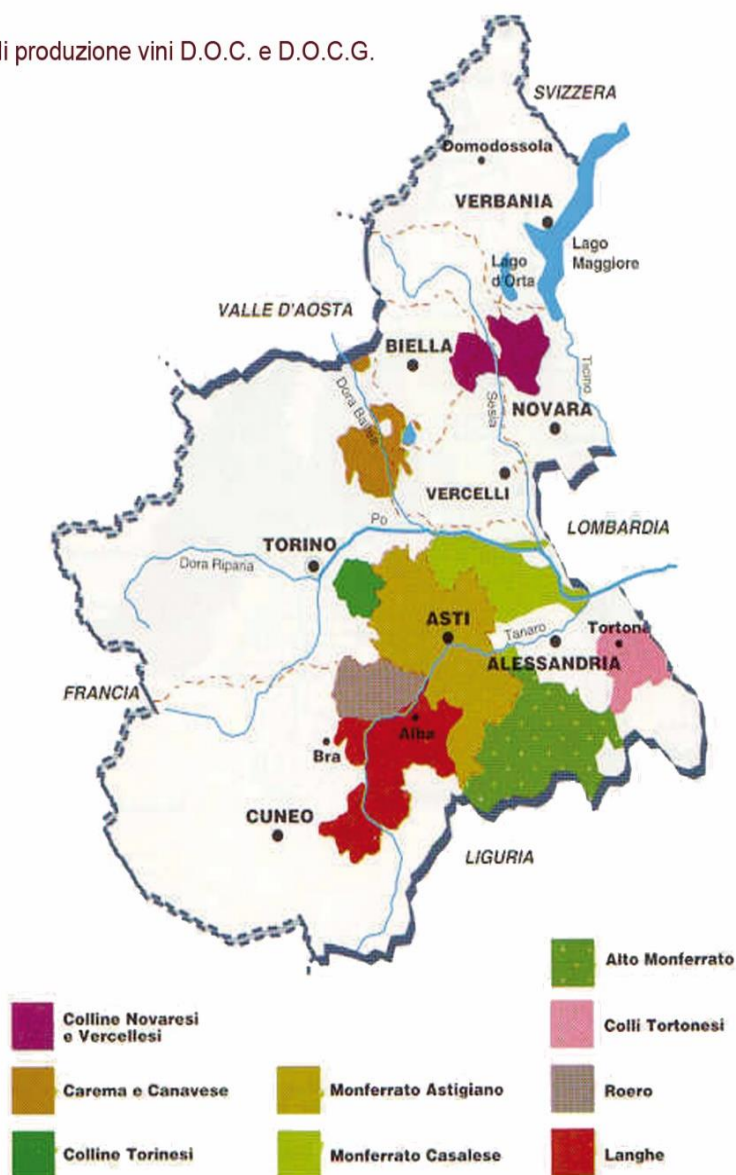 li produzione vini D.O.C. e D.O.C.G.
SVIZZERA
Domodossola
VERBANIA
Lago
Maggiore
Lago
d'Orta
VALLE D'AOSTA
BIELLA
Ticino
Dora Baltea
Sesia
NOVARA
VERCELLI
Po
LOMBARDIA
TORINO
Dora Riparia
ASTI
Tanaro
Tortona
ALESSANDRIA
FRANCIA
Alba
Bra
CUNEO
LIGURIA
Alto Monferrato
Colline Novaresi
e Vercellesi
Colli Tortonesi
Carema e Canavese
Monferrato Astigiano
Roero
Colline Torinesi
Monferrato Casalese
Langhe